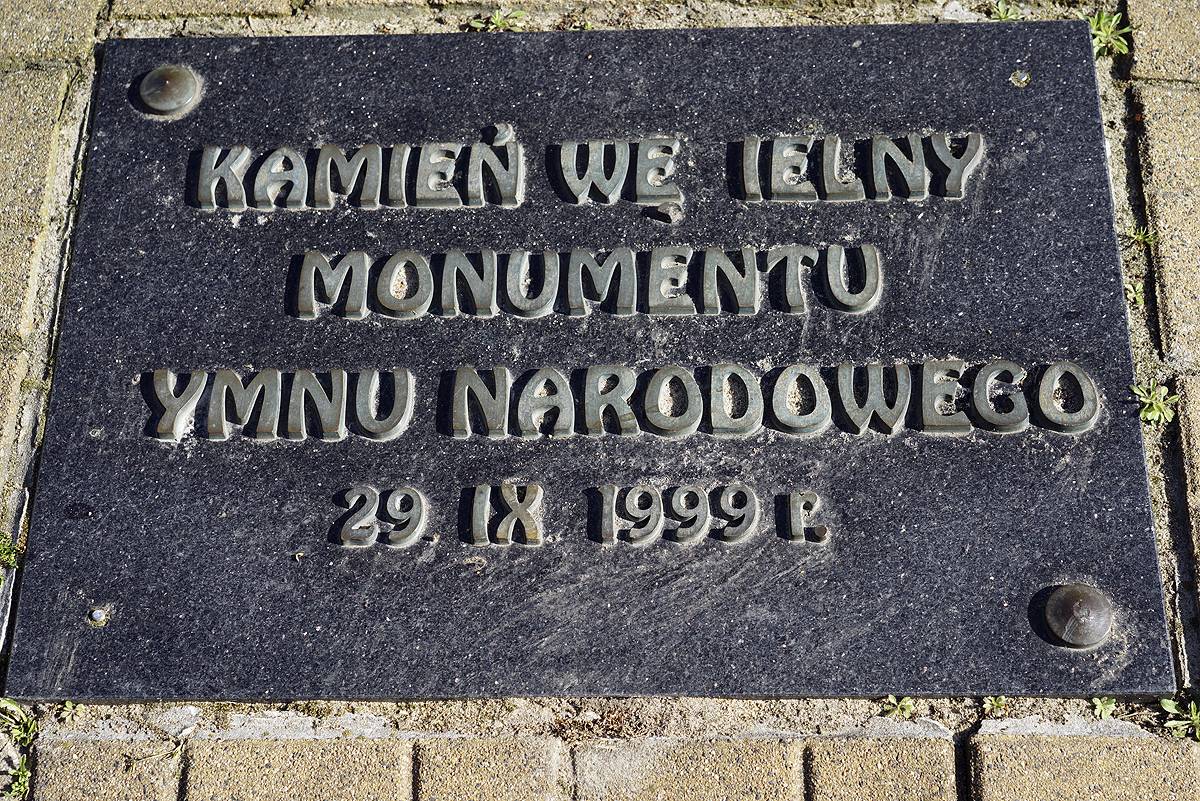 KAMIEŃ WĘ IELNY
MONUMENTU
YMNU NARODOWEGO
29 IX 1999 r.